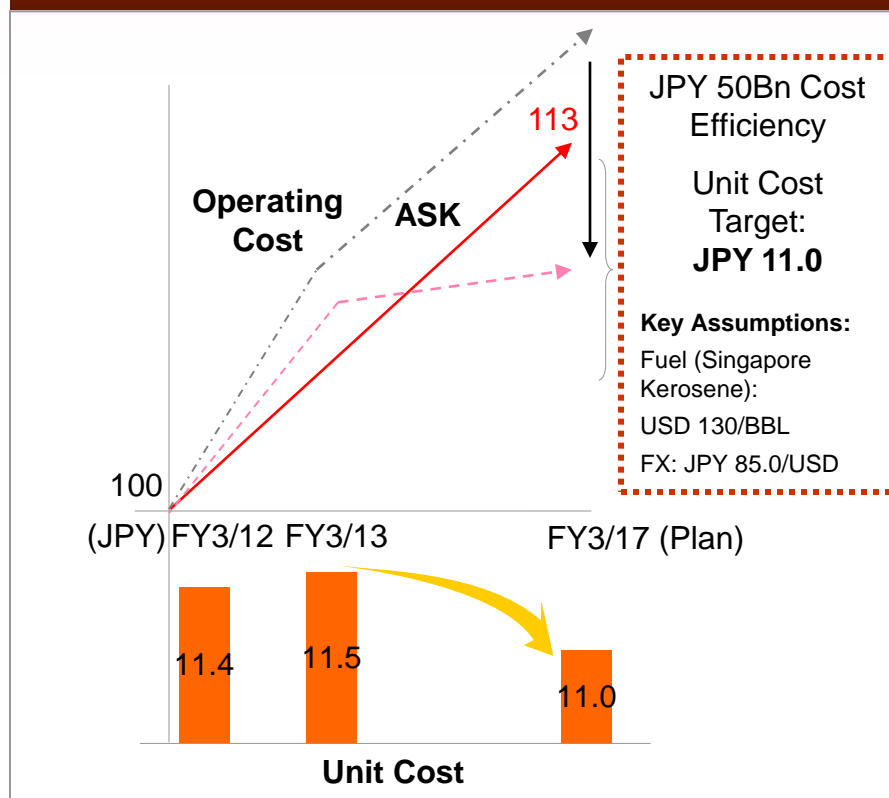 113
Operating
Cost
ASK
100
(JPY) FY3/12 FY3/13 FY3/17 (Plan)
11.4
11.5
11.0
Unit Cost
JPY 50Bn Cost
Efficiency
Unit Cost
Target:
JPY 11.0
Key Assumptions:
Fuel (Singapore
Kerosene):
USD 130/BBL
FX: JPY 85.0/USD